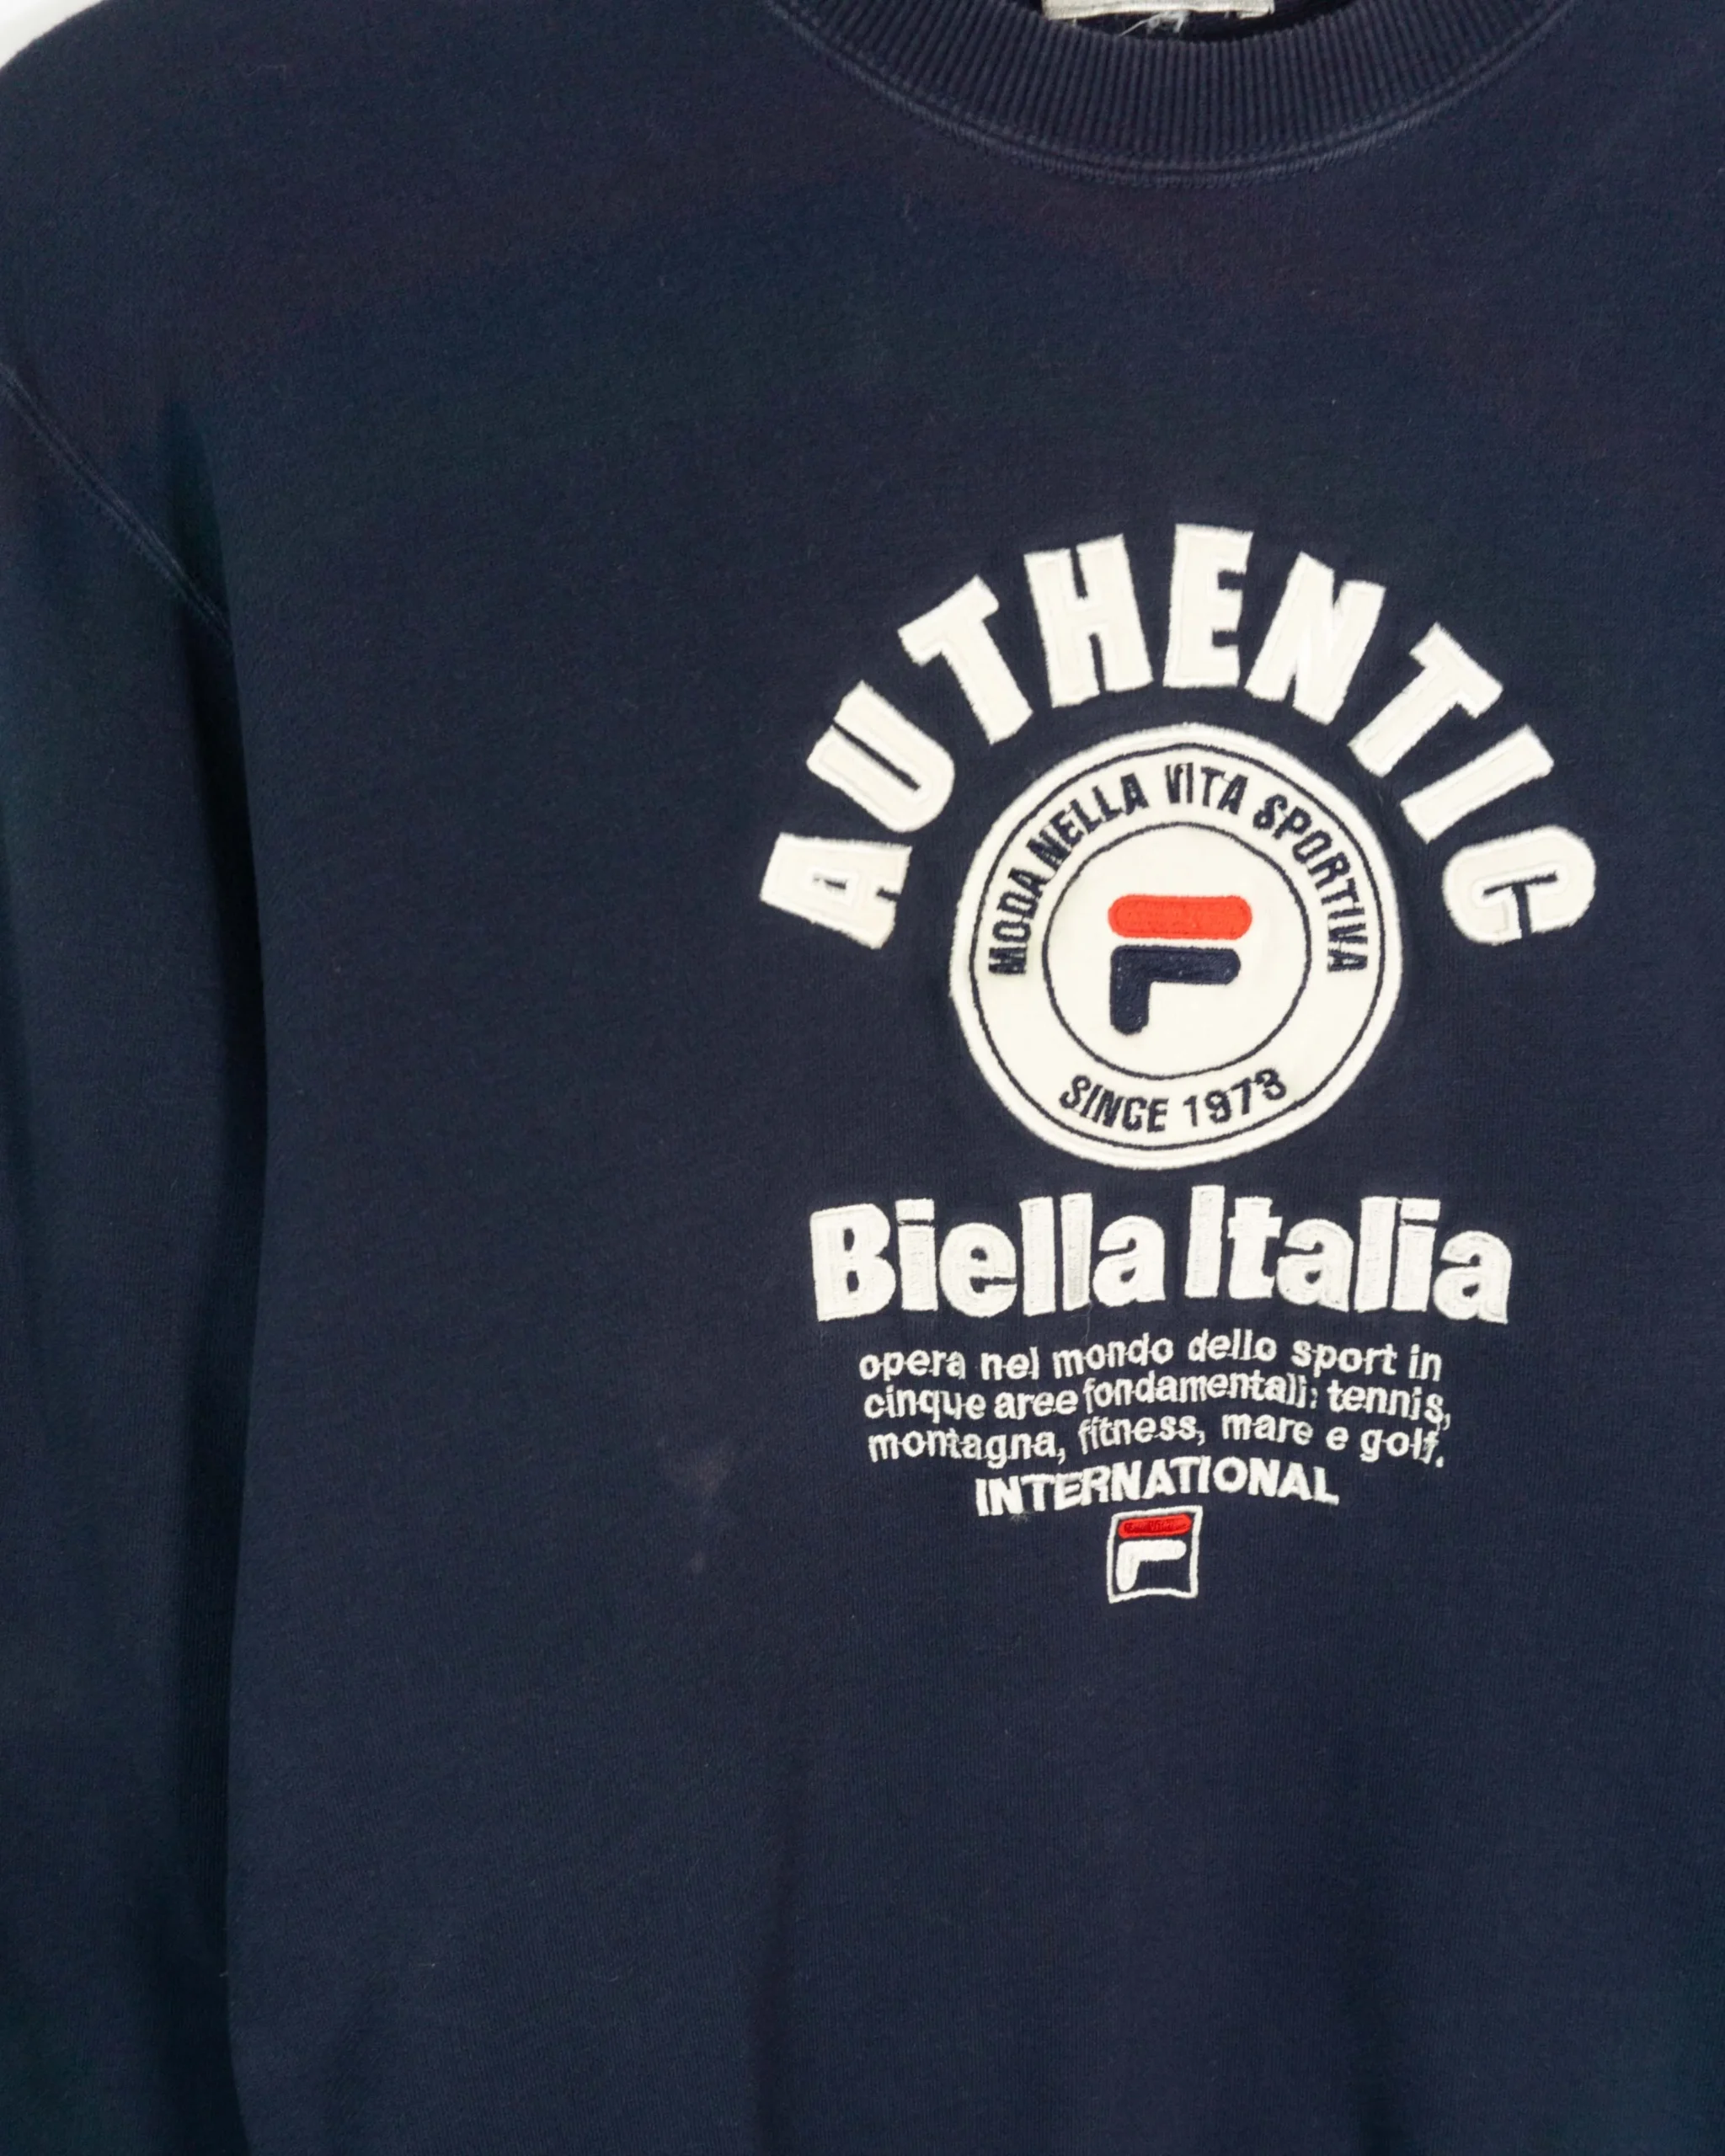 AUTHENTIC
MODA NELLA VITA SPORTIVA
F
SINCE 1973
Biella Italia
opera nel mondo dello sport in
cinque aree fondamentali: tennis,
montagna, fitness, mare e golf.
INTERNATIONAL
F